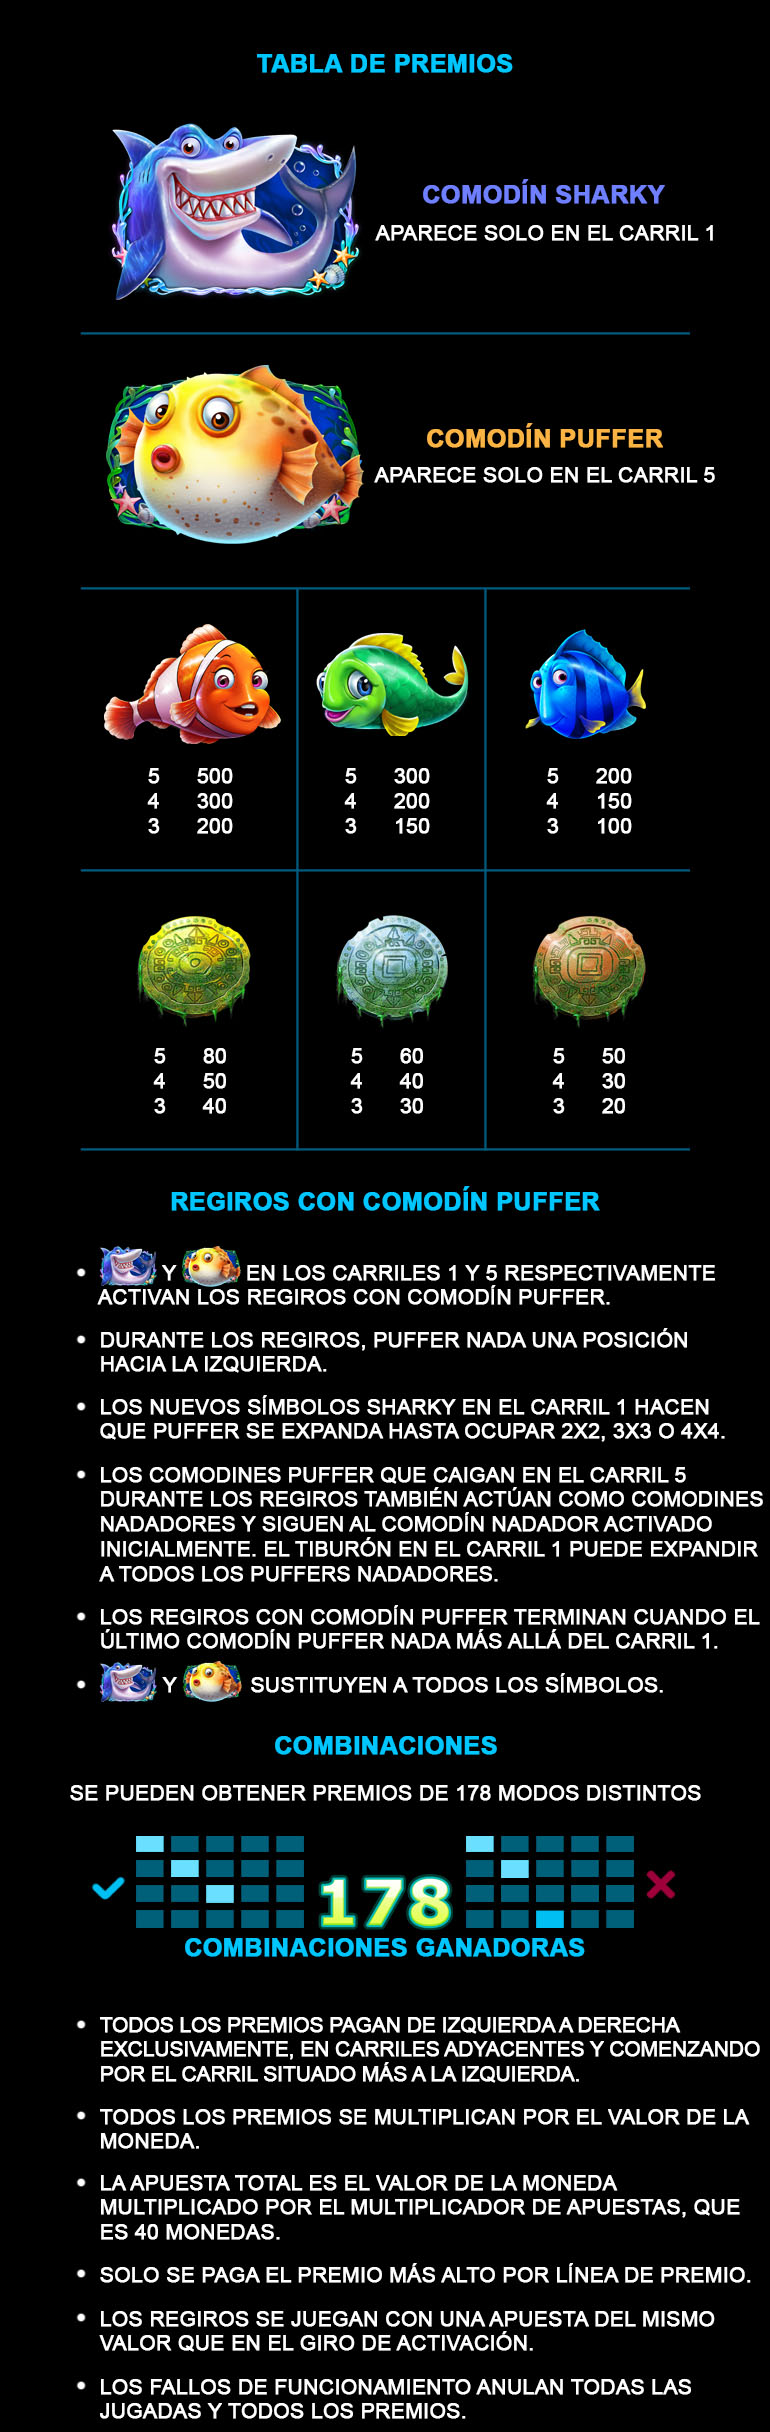 TABLA DE PREMIOS
COMODÍN SHARKY
APARECE SOLO EN EL CARRIL 1
COMODÍN PUFFER
APARECE SOLO EN EL CARRIL 5
5 500
4 300
3 200
5 300
4 200
3 150
5 200
4 150
3 100
5 80
4 50
3 40
5 60
4 40
3 30
5 50
4 30
3 20
REGIROS CON COMODÍN PUFFER
• Y EN LOS CARRILES 1 Y 5 RESPECTIVAMENTE
ACTIVAN LOS REGIROS CON COMODÍN PUFFER.
• DURANTE LOS REGIROS, PUFFER NADA UNA POSICIÓN
HACIA LA IZQUIERDA.
• LOS NUEVOS SÍMBOLOS SHARKY EN EL CARRIL 1 HACEN
QUE PUFFER SE EXPANDA HASTA OCUPAR 2X2, 3X3 O 4X4.
• LOS COMODINES PUFFER QUE CAIGAN EN EL CARRIL 5
DURANTE LOS REGIROS TAMBIÉN ACTÚAN COMO COMODINES
NADADORES Y SIGUEN AL COMODÍN NADADOR ACTIVADO
INICIALMENTE. EL TIBURÓN EN EL CARRIL 1 PUEDE EXPANDIR
A TODOS LOS PUFFERS NADADORES.
• LOS REGIROS CON COMODÍN PUFFER TERMINAN CUANDO EL
ÚLTIMO COMODÍN PUFFER NADA MÁS ALLÁ DEL CARRIL 1.
• Y SUSTITUYEN A TODOS LOS SÍMBOLOS.
COMBINACIONES
SE PUEDEN OBTENER PREMIOS DE 178 MODOS DISTINTOS
178
COMBINACIONES GANADORAS
• TODOS LOS PREMIOS PAGAN DE IZQUIERDA A DERECHA
EXCLUSIVAMENTE, EN CARRILES ADYACENTES Y COMENZANDO
POR EL CARRIL SITUADO MÁS A LA IZQUIERDA.
• TODOS LOS PREMIOS SE MULTIPLICAN POR EL VALOR DE LA
MONEDA.
• LA APUESTA TOTAL ES EL VALOR DE LA MONEDA
MULTIPLICADO POR EL MULTIPLICADOR DE APUESTAS, QUE
ES 40 MONEDAS.
• SOLO SE PAGA EL PREMIO MÁS ALTO POR LÍNEA DE PREMIO.
• LOS REGIROS SE JUEGAN CON UNA APUESTA DEL MISMO
VALOR QUE EN EL GIRO DE ACTIVACIÓN.
• LOS FALLOS DE FUNCIONAMIENTO ANULAN TODAS LAS
JUGADAS Y TODOS LOS PREMIOS.